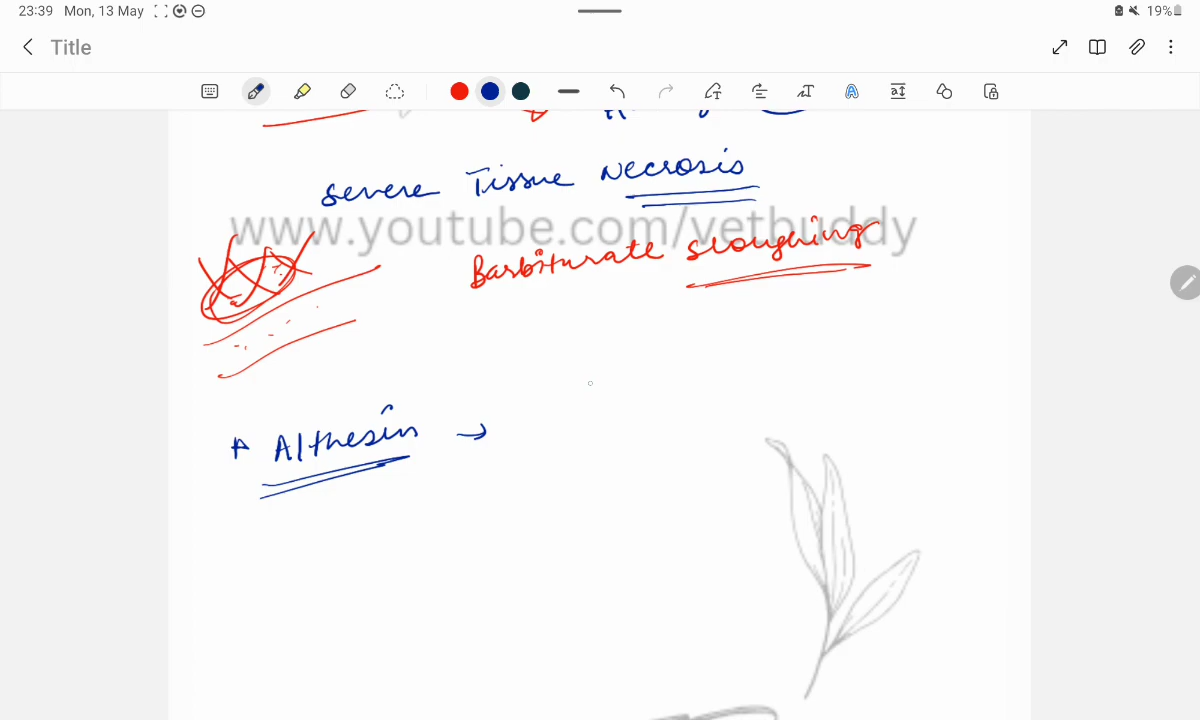 23:39 Mon, 13 May 19%
Title
Severe Tissue Necrosis
www.youtube.com/vetbuddy
Barbiturate sloughing
* Althesin →